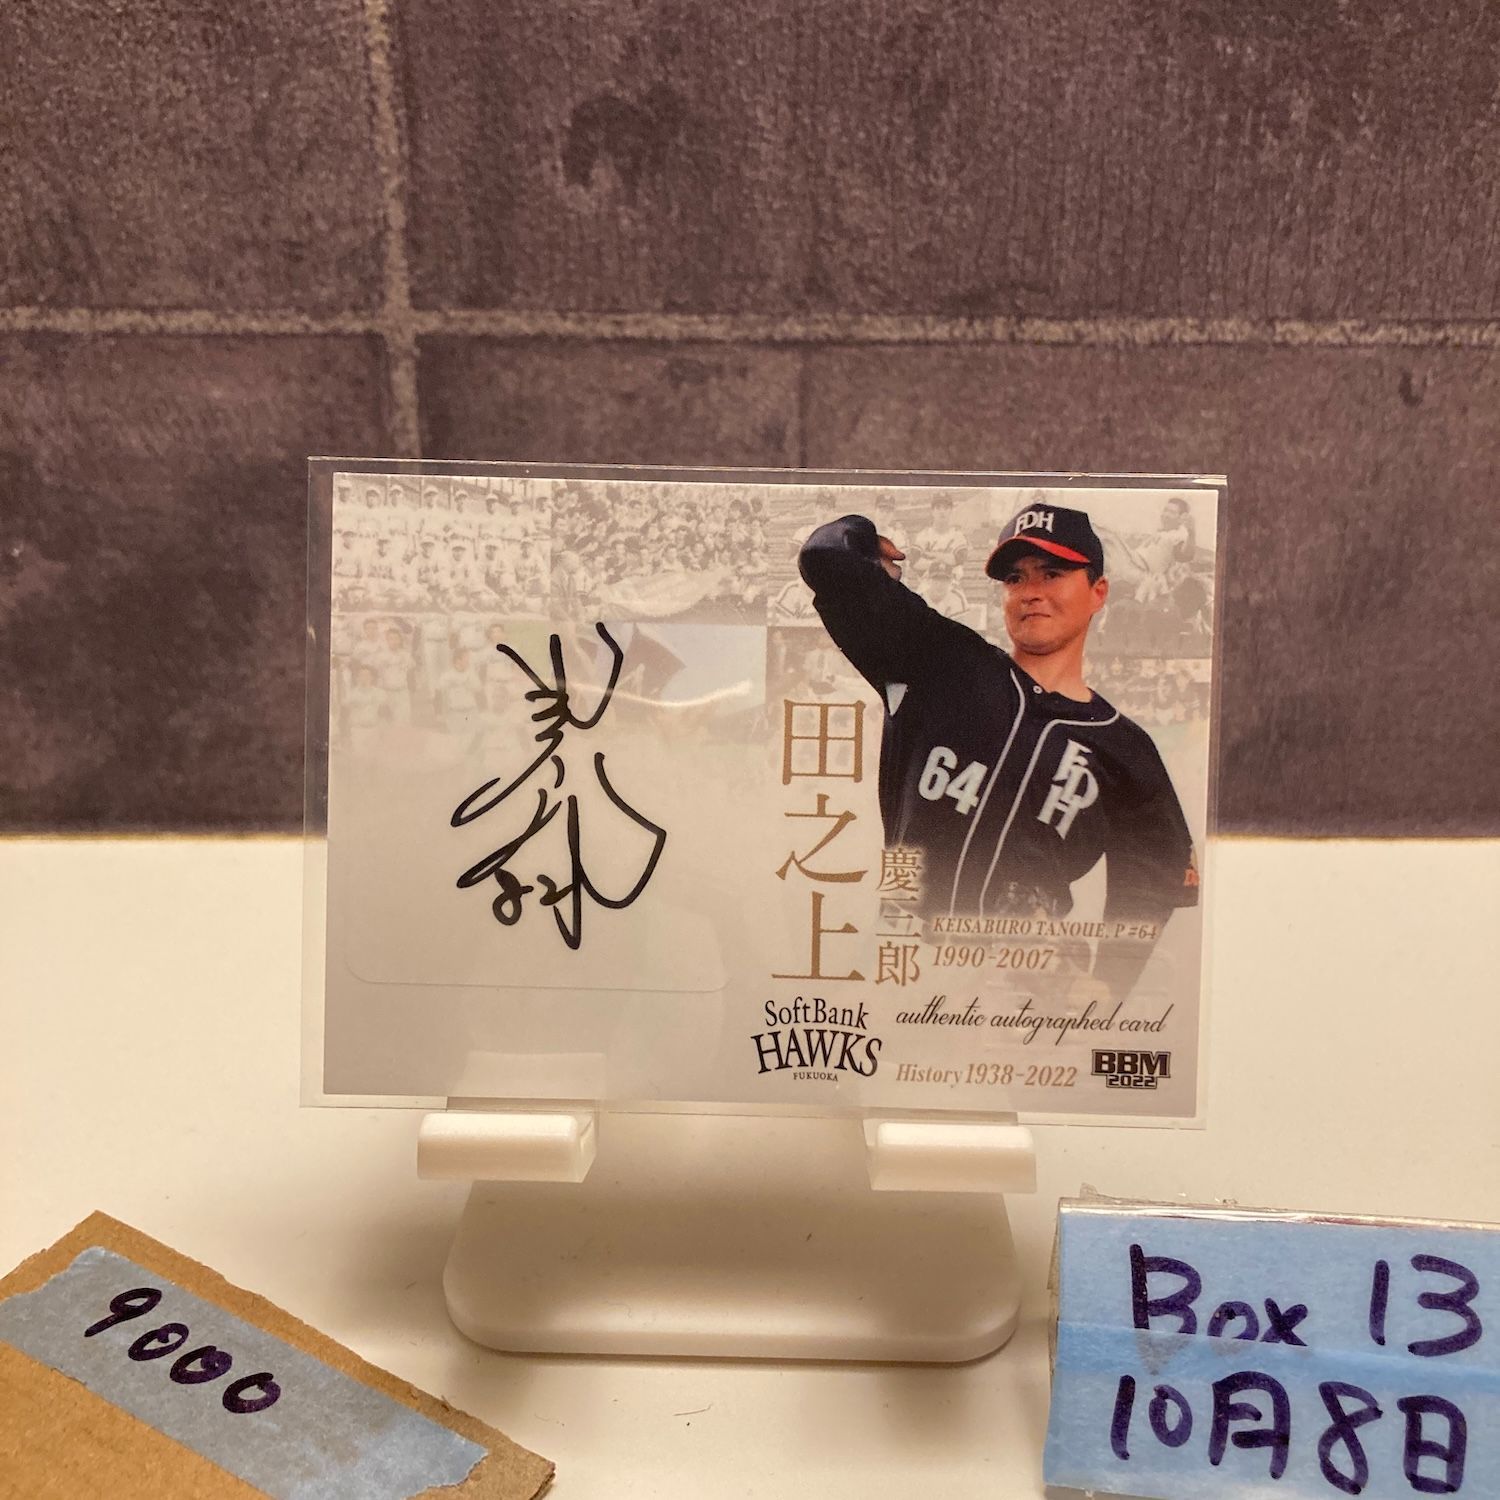 FDH
64
FDH
田之上
慶三郎
KEISABURO TANOUE, P #64
1990-2007
SoftBank
HAWKS
FUKUOKA
authentic autographed card
History 1938-2022
BBM
2022
9000
Box 13
10月8日